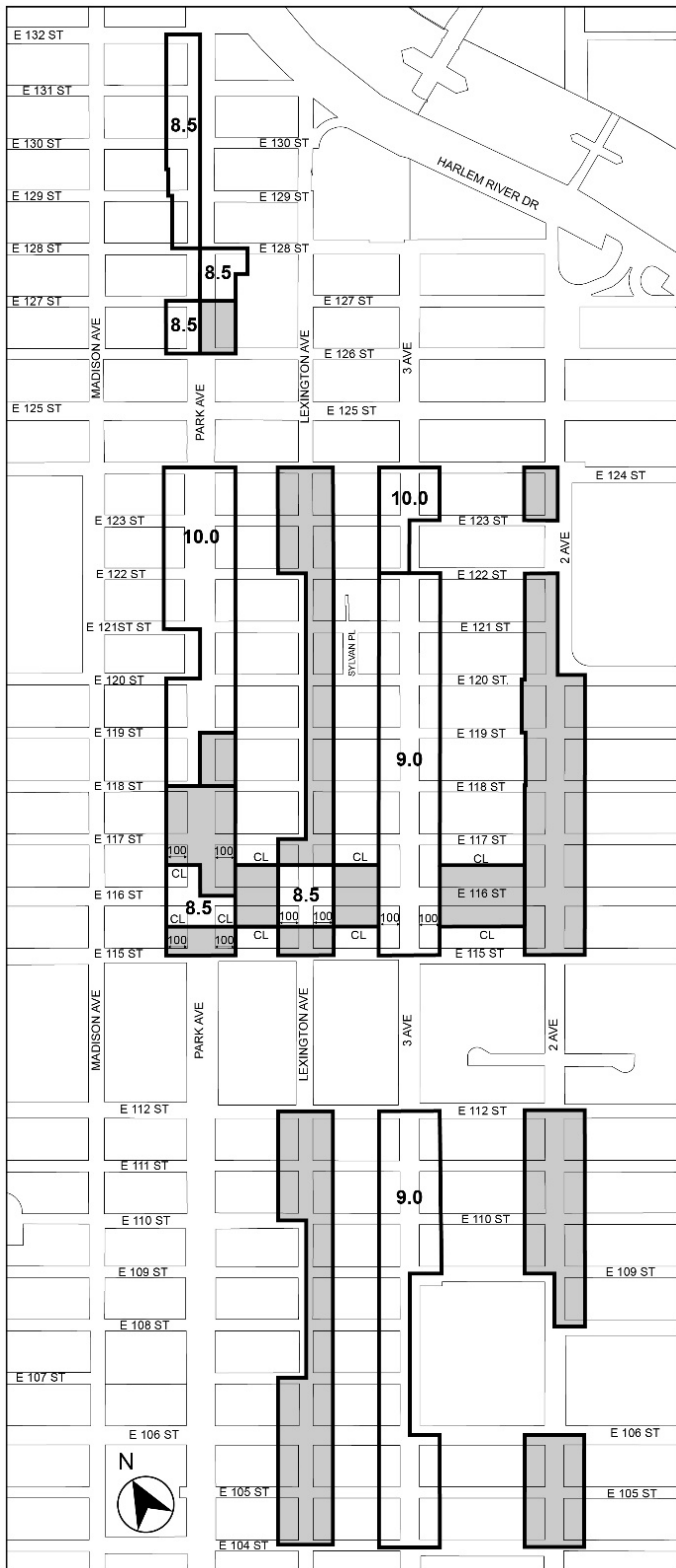 E 132 ST
E 131 ST
8.5
E 130 ST
E 130 ST
HARLEM RIVER DR
E 129 ST
E 129 ST
E 128 ST
E 128 ST
8.5
E 127 ST
E 127 ST
8.5
MADISON AVE
PARK AVE
LEXINGTON AVE
3 AVE
E 126 ST
E 125 ST
E 125 ST
E 124 ST
10.0
E 123 ST
E 123 ST
10.0
2 AVE
E 122 ST
E 122 ST
E 121ST ST
E 121 ST
SYLVAN PL
E 120 ST
E 120 ST.
E 119 ST
E 119 ST
9.0
E 118 ST
E 118 ST
E 117 ST
E 117 ST
100
100
CL
CL
CL
CL
E 116 ST
8.5
8.5
E 116 ST
CL
CL
100
100
100
100
100
100
CL
CL
CL
E 115 ST
E 115 ST
MADISON AVE
PARK AVE
LEXINGTON AVE
3 AVE
2 AVE
E 112 ST
E 112 ST
E 111 ST
9.0
E 110 ST
E 110 ST
E 109 ST
E 109 ST
E 108 ST
E 107 ST
E 106 ST
E 106 ST
N
E 105 ST
E 105 ST
E 104 ST